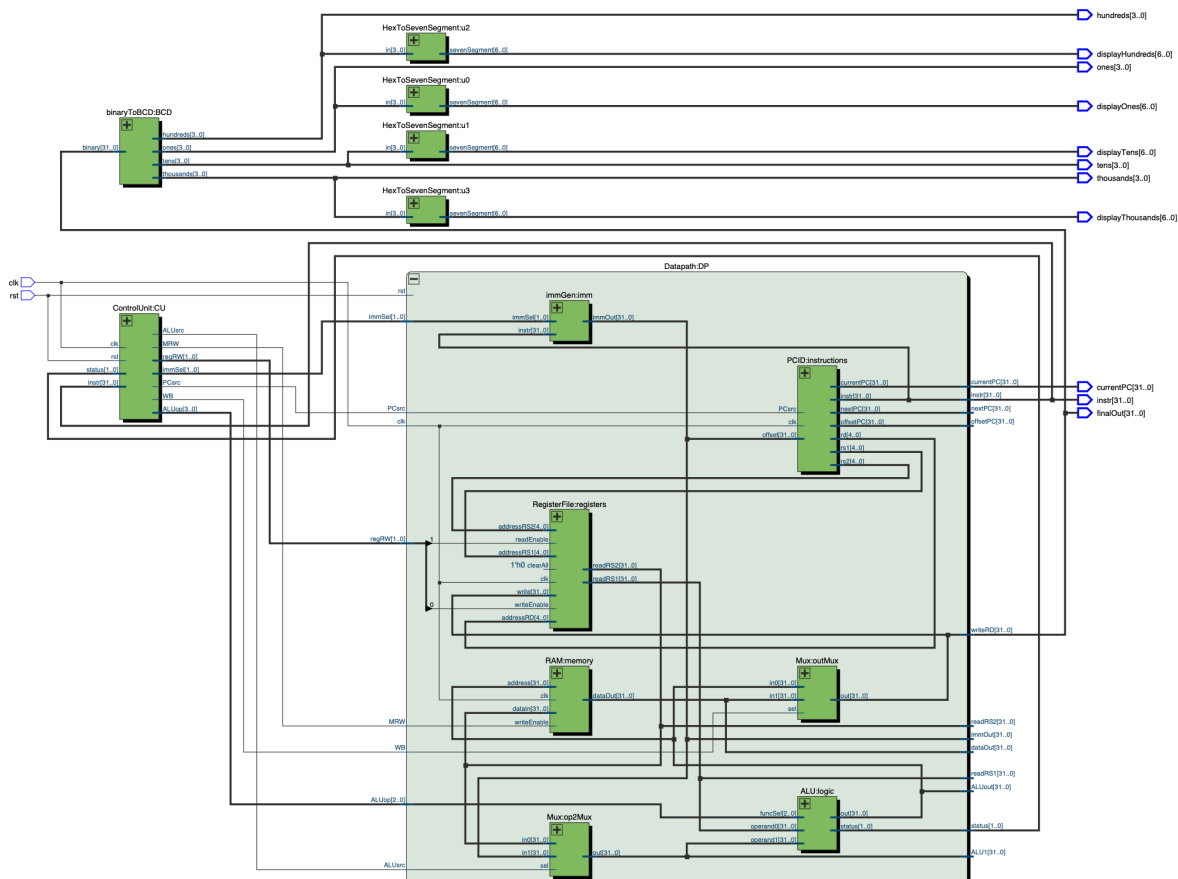 hundreds[3..0]
HexToSevenSegment:u2
in[3..0]
sevenSegment[6..0]
displayHundreds[6..0]
ones[3..0]
HexToSevenSegment:u0
in[3..0]
sevenSegment[6..0]
displayOnes[6..0]
binaryToBCD:BCD
binary[31..0]
hundreds[3..0]
ones[3..0]
tens[3..0]
thousands[3..0]
HexToSevenSegment:u1
in[3..0]
sevenSegment[6..0]
displayTens[6..0]
tens[3..0]
thousands[3..0]
HexToSevenSegment:u3
in[3..0]
sevenSegment[6..0]
displayThousands[6..0]
clk
rst
ControlUnit:CU
clk
rst
status[1..0]
instr[31..0]
ALUsrc
MRW
regRW[1..0]
immSel[1..0]
PCsrc
WB
ALUop[3..0]
Datapath:DP
rst
immSel[1..0]
immGen:imm
immSel[1..0]
instr[31..0]
immOut[31..0]
PCID:instructions
PCsrc
clk
offset[31..0]
currentPC[31..0]
instr[31..0]
nextPC[31..0]
offsetPC[31..0]
rd[4..0]
rs1[4..0]
rs2[4..0]
currentPC[31..0]
instr[31..0]
nextPC[31..0]
offsetPC[31..0]
currentPC[31..0]
instr[31..0]
finalOut[31..0]
PCsrc
clk
RegisterFile:registers
addressRS2[4..0]
readEnable
addressRS1[4..0]
1'h0 clearAll
clk
write[31..0]
writeEnable
addressRD[4..0]
readRS2[31..0]
readRS1[31..0]
regRW[1..0]
1
0
writeRD[31..0]
RAM:memory
address[31..0]
clk
dataIn[31..0]
writeEnable
dataOut[31..0]
Mux:outMux
in0[31..0]
in1[31..0]
sel
out[31..0]
MRW
WB
readRS2[31..0]
immOut[31..0]
dataOut[31..0]
readRS1[31..0]
ALUout[31..0]
ALUop[2..0]
ALU:logic
funcSel[2..0]
operand0[31..0]
operand1[31..0]
out[31..0]
status[1..0]
status[1..0]
Mux:op2Mux
in0[31..0]
in1[31..0]
sel
out[31..0]
ALU1[31..0]
ALUsrc